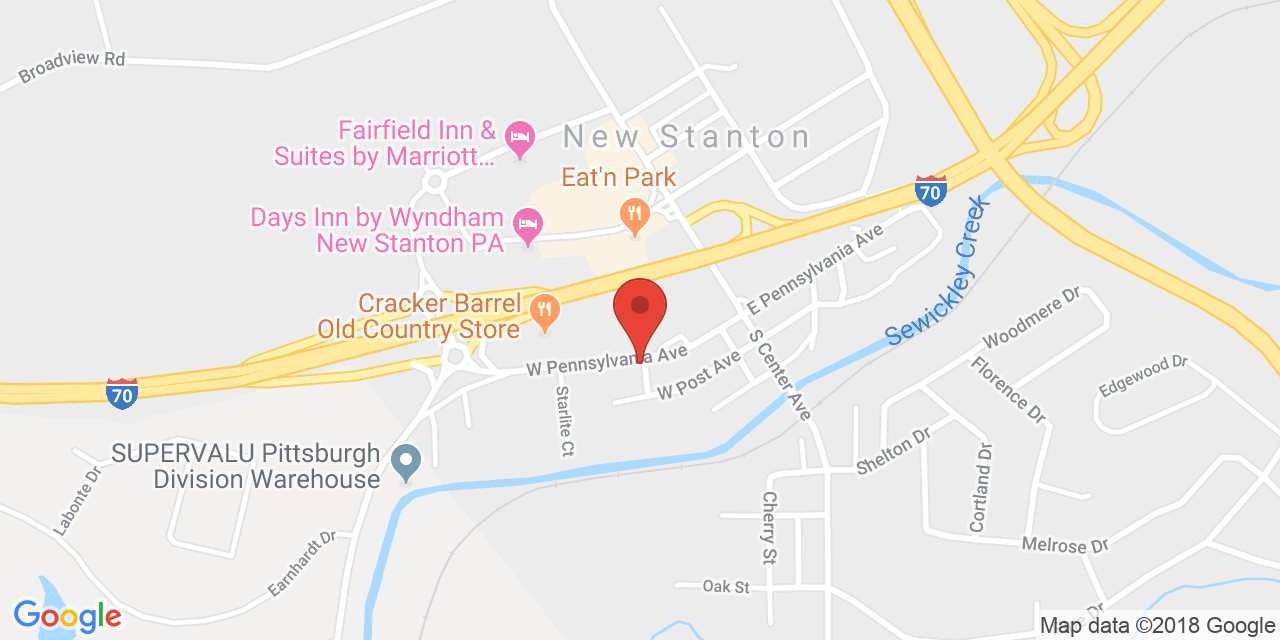 Broadview Rd
Fairfield Inn &
Suites by Marriott...
New Stanton
Eat'n Park
70
Days Inn by Wyndham
New Stanton PA
Sewickley Creek
E Pennsylvania Ave
Cracker Barrel
Old Country Store
Woodmere Dr
W Pennsylvania Ave
S Center Ave
W Post Ave
Florence Dr
Edgewood Dr
70
Starlite Ct
SUPERVALU Pittsburgh
Division Warehouse
Shelton Dr
Labonte Dr
Cortland Dr
Cherry St
Earnhardt Dr
Melrose Dr
Oak St
Dr
Google
Map data ©2018 Google